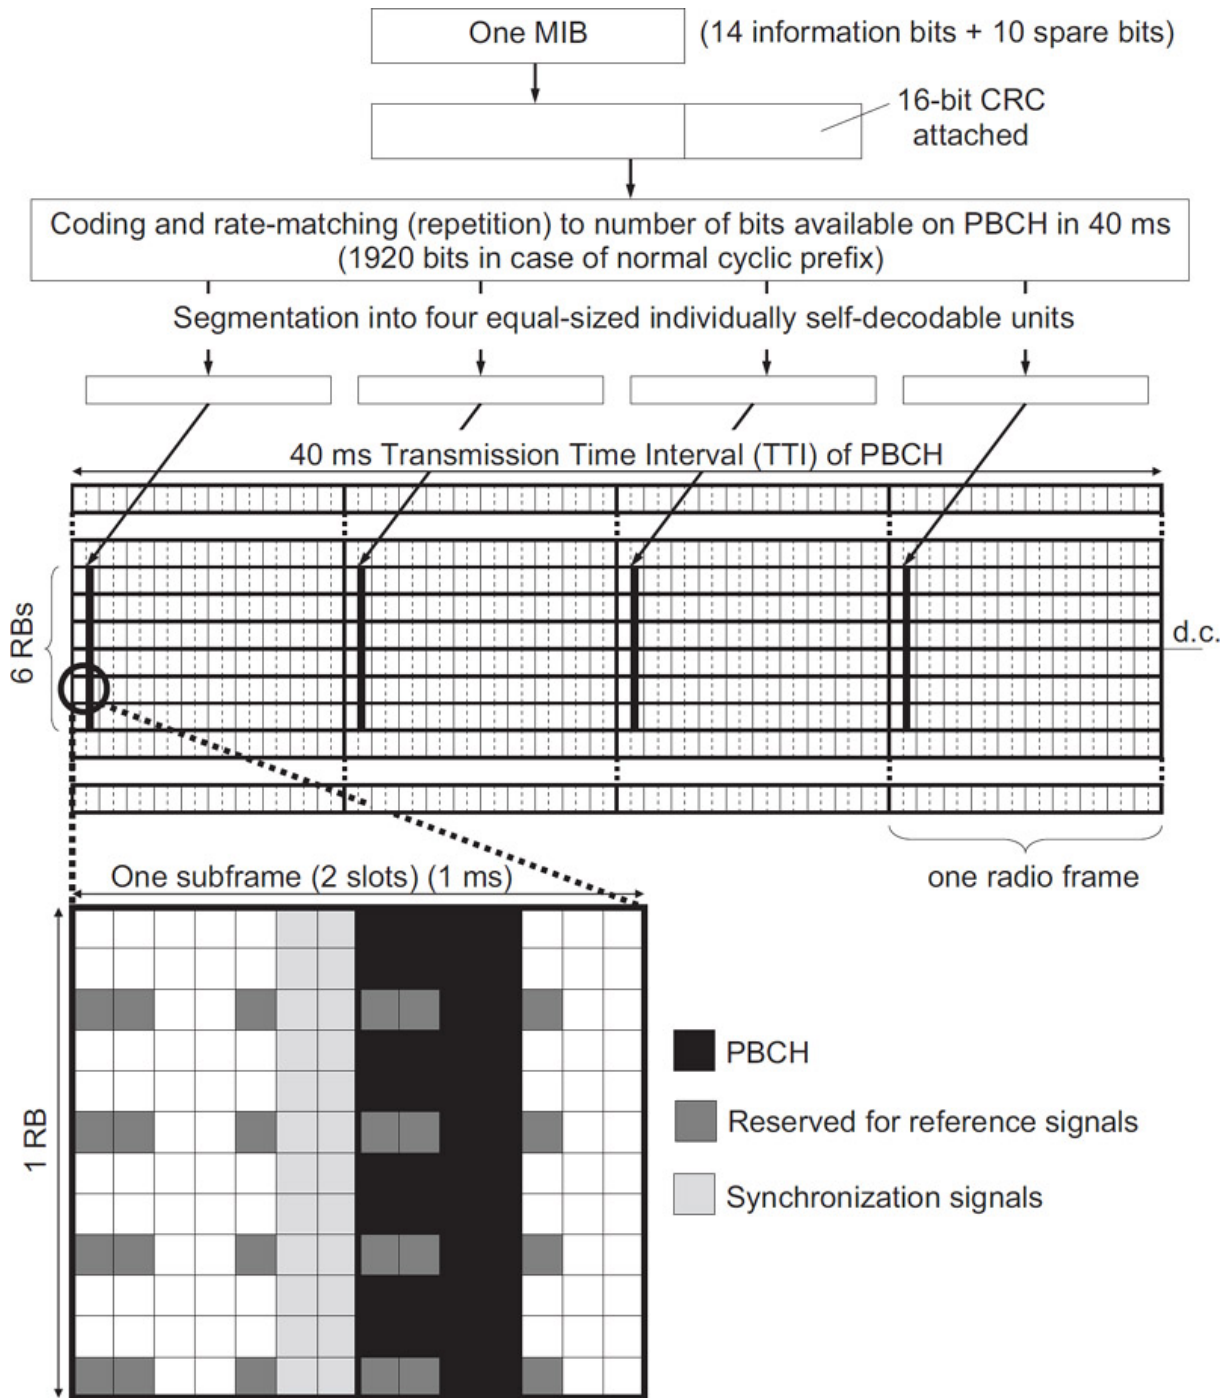 One MIB
(14 information bits + 10 spare bits)
16-bit CRC
attached
Coding and rate-matching (repetition) to number of bits available on PBCH in 40 ms
(1920 bits in case of normal cyclic prefix)
Segmentation into four equal-sized individually self-decodable units
40 ms Transmission Time Interval (TTI) of PBCH
6 RBs
d.c.
one radio frame
One subframe (2 slots) (1 ms)
1 RB
PBCH
Reserved for reference signals
Synchronization signals